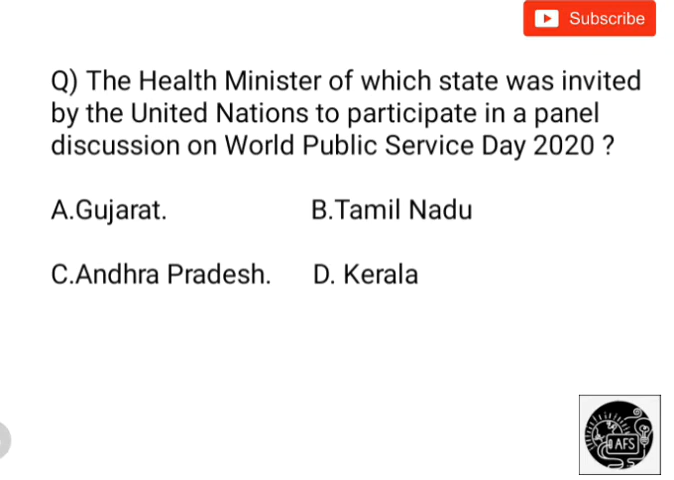 Subscribe
Q) The Health Minister of which state was invited
by the United Nations to participate in a panel
discussion on World Public Service Day 2020 ?
A.Gujarat. B.Tamil Nadu
C.Andhra Pradesh. D. Kerala
AFS